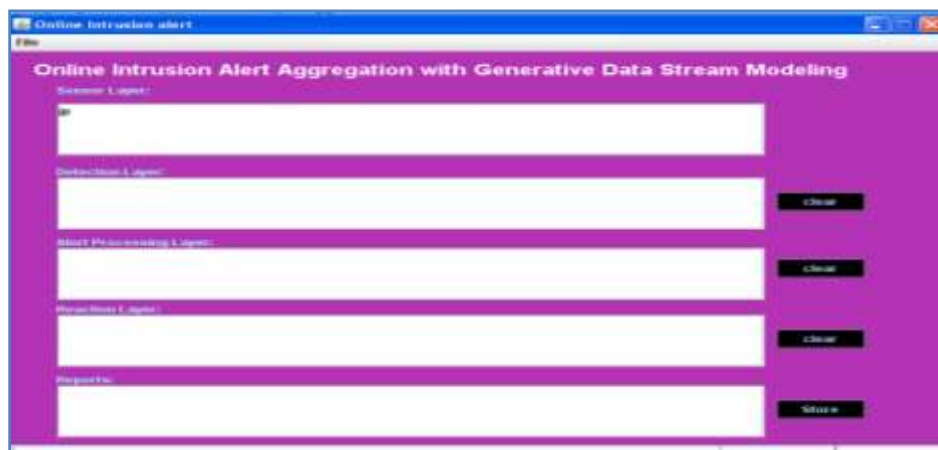 Online Intrusion alert
File
Online Intrusion Alert Aggregation with Generative Data Stream Modeling
Sensor Layer:
Detection Layer:
clear
Alert Processing Layer:
clear
Reaction Layer:
clear
Reports:
Store